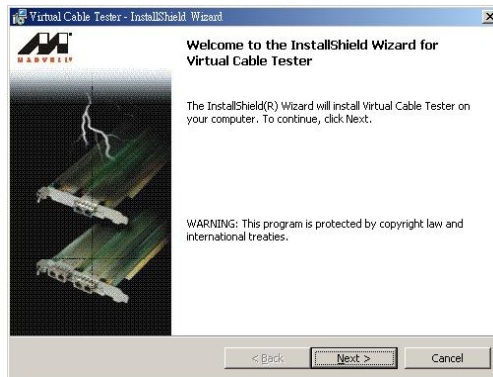 Virtual Cable Tester - InstallShield Wizard
MARVELL
Welcome to the InstallShield Wizard for
Virtual Cable Tester
The InstallShield(R) Wizard will install Virtual Cable Tester on
your computer. To continue, click Next.
WARNING: This program is protected by copyright law and
international treaties.
< Back
Next >
Cancel